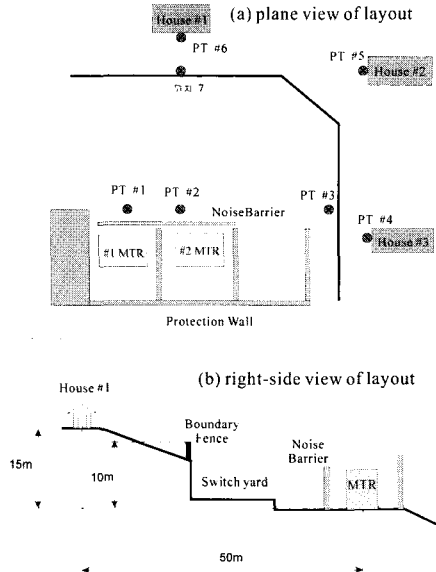 House #1
(a) plane view of layout
PT #6
PT #5
House #2
PT #1
PT #2
PT #3
NoiseBarrier
PT #4
#1 MTR
#2 MTR
House #3
Protection Wall
(b) right-side view of layout
House #1
Boundary
Fence
Noise
Barrier
15m
10m
Switch yard
MTR
50m